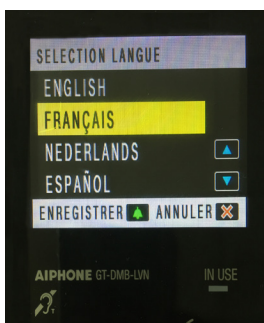 SELECTION LANGUE
ENGLISH
FRANÇAIS
NEDERLANDS
ESPAÑOL
ENREGISTRER ANNULER
AIPHONE GT-DMB-LVN IN USE
T